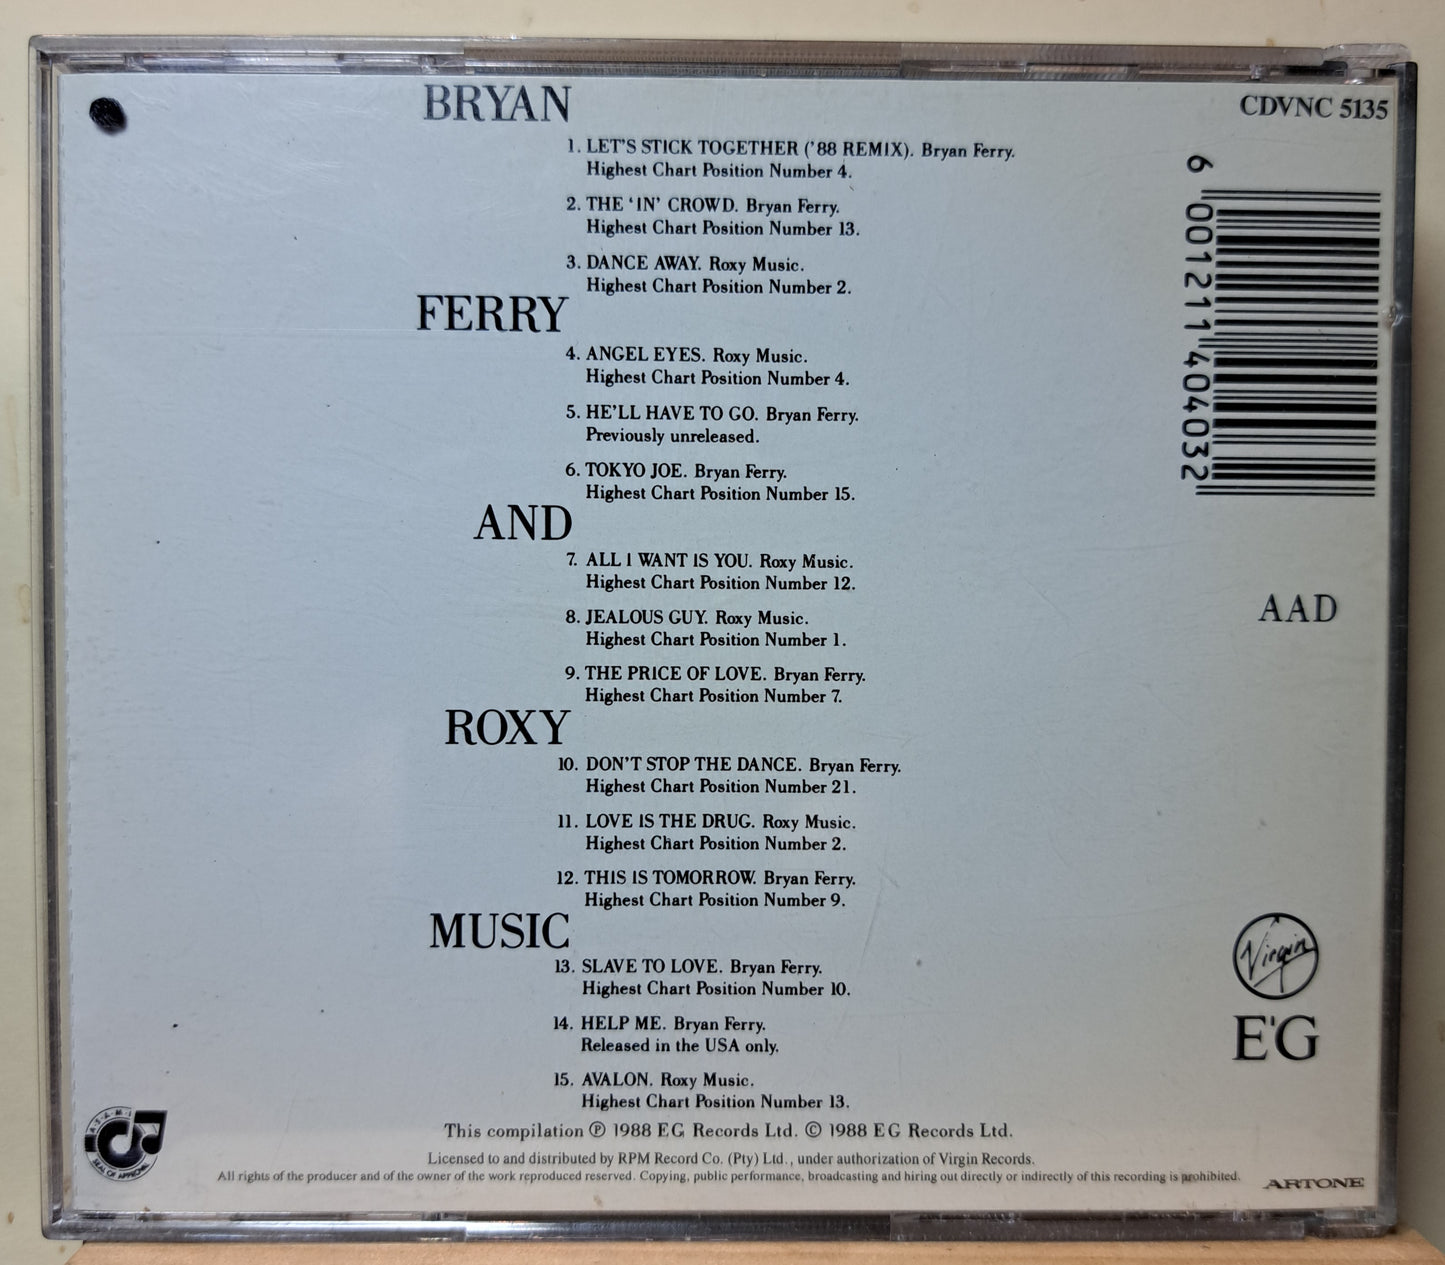 BRYAN
CDVNC 5135
1. LET'S STICK TOGETHER ('88 REMIX). Bryan Ferry.
Highest Chart Position Number 4.
2. THE 'IN' CROWD. Bryan Ferry.
Highest Chart Position Number 13.
3. DANCE AWAY. Roxy Music.
Highest Chart Position Number 2.
6 001211 404032
FERRY
4. ANGEL EYES. Roxy Music.
Highest Chart Position Number 4.
5. HE'LL HAVE TO GO. Bryan Ferry.
Previously unreleased.
6. TOKYO JOE. Bryan Ferry.
Highest Chart Position Number 15.
AND
7. ALL I WANT IS YOU. Roxy Music.
Highest Chart Position Number 12.
AAD
8. JEALOUS GUY. Roxy Music.
Highest Chart Position Number 1.
9. THE PRICE OF LOVE. Bryan Ferry.
Highest Chart Position Number 7.
ROXY
10. DON'T STOP THE DANCE. Bryan Ferry.
Highest Chart Position Number 21.
11. LOVE IS THE DRUG. Roxy Music.
Highest Chart Position Number 2.
12. THIS IS TOMORROW. Bryan Ferry.
Highest Chart Position Number 9.
MUSIC
Virgin
13. SLAVE TO LOVE. Bryan Ferry.
Highest Chart Position Number 10.
14. HELP ME. Bryan Ferry.
Released in the USA only.
E'G
15. AVALON. Roxy Music.
Highest Chart Position Number 13.
A·S·A·M·I
SEAL OF APPROVAL
This compilation ℗ 1988 EG Records Ltd. © 1988 EG Records Ltd.
Licensed to and distributed by RPM Record Co. (Pty) Ltd., under authorization of Virgin Records.
All rights of the producer and of the owner of the work reproduced reserved. Copying, public performance, broadcasting and hiring out directly or indirectly of this recording is prohibited.
ARTONE